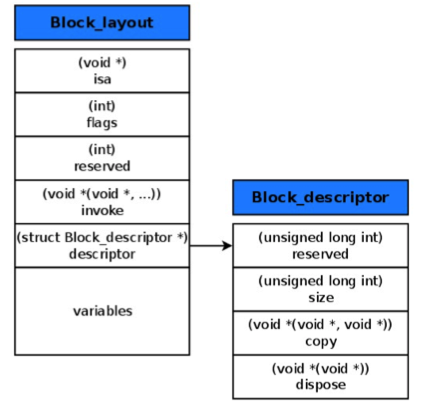 Block_layout
(void *)
isa
(int)
flags
(int)
reserved
(void *(void *, ...))
invoke
(struct Block_descriptor *)
descriptor
variables
Block_descriptor
(unsigned long int)
reserved
(unsigned long int)
size
(void *(void *, void *))
copy
(void *(void *))
dispose